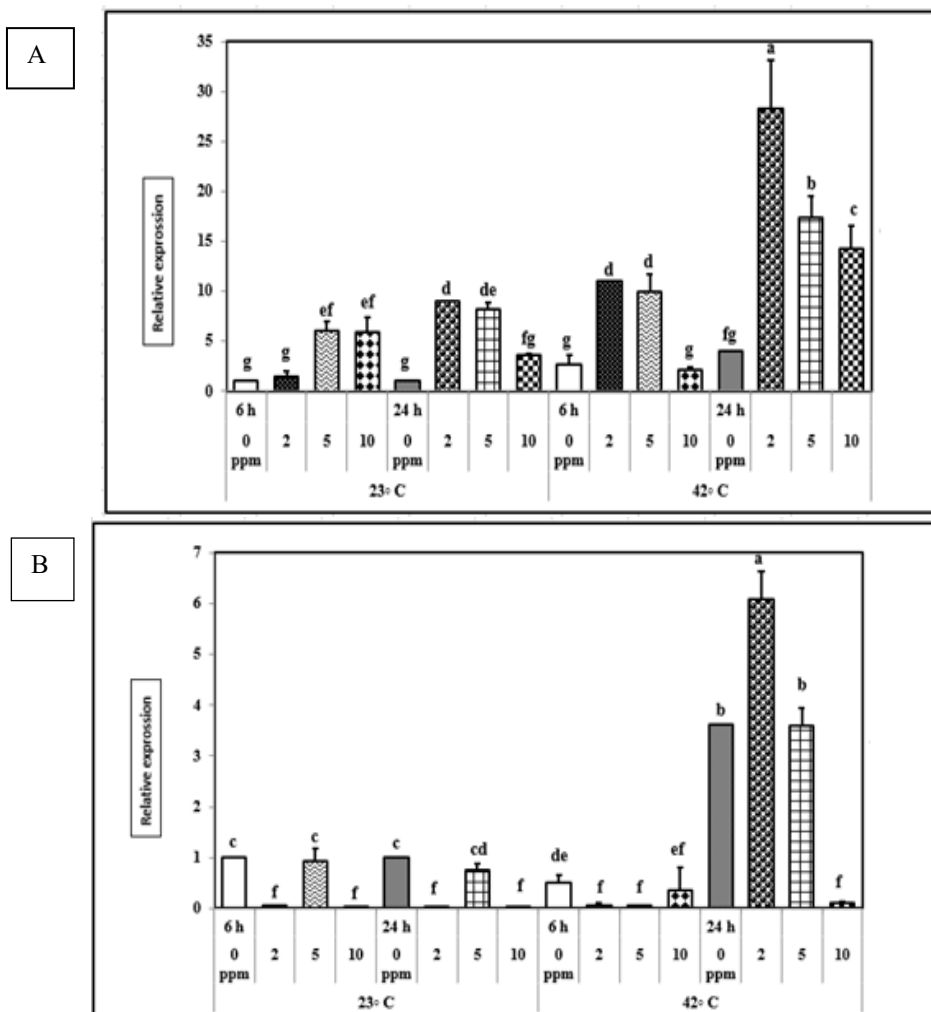 A
35
30
25
20
15
10
5
0
Relative exprossion
g g ef ef g d de fg g d d g fg a b c
6 h 24 h 6 h 24 h
0 2 5 10 0 2 5 10 0 2 5 10 0 2 5 10
ppm ppm ppm ppm
23◦ C 42◦ C
B
7
6
5
4
3
2
1
0
Relative exprossion
c f c f c f cd f de f f ef b a b f
6 h 24 h 6 h 24 h
0 2 5 10 0 2 5 10 0 2 5 10 0 2 5 10
ppm ppm ppm ppm
23◦ C 42◦ C